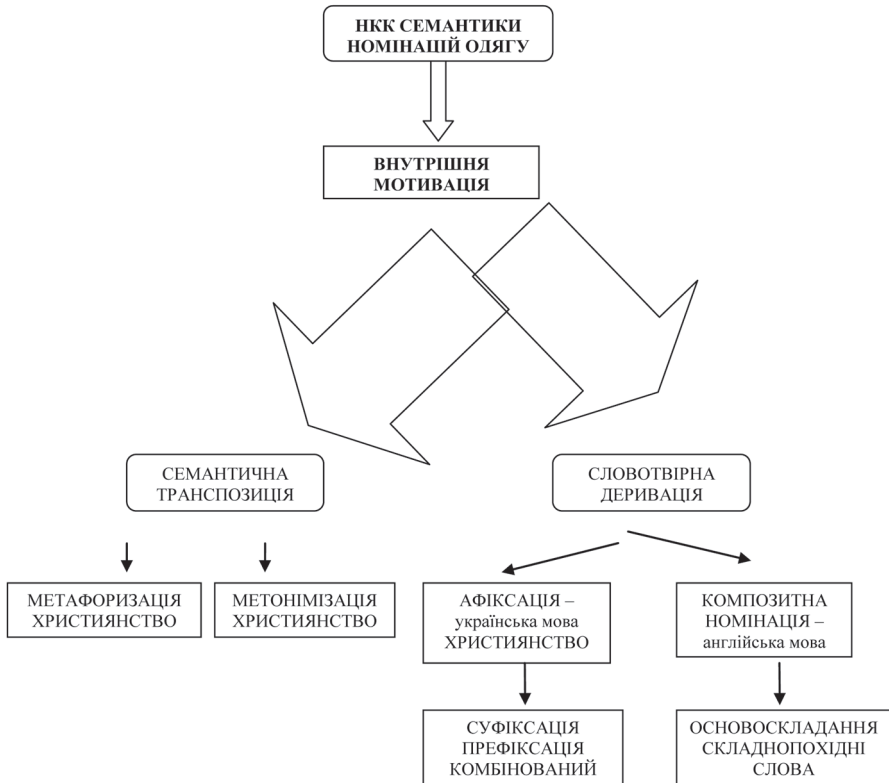 НКК СЕМАНТИКИ
НОМІНАШІЙ ОДЯГУ
ВНУТРІШНЯ
МОТИВАЦІЯ
СЕМАНТИЧНА
ТРАНСПОЗИЦІЯ
СЛОВОТВІРНА
ДЕРИВАЦІЯ
МЕТАФОРИЗАЦІЯ
ХРИСТИЯНСТВО
МЕТОНІМІЗАЦІЯ
ХРИСТИЯНСТВО
АФІКСАЦІЯ –
українська мова
ХРИСТИЯНСТВО
КОМПОЗИТНА
НОМІНАЦІЯ –
англійська мова
СУФІКСАЦІЯ
ПРЕФІКСАЦІЯ
КОМБІНОВАНИЙ
ОСНОВОСКЛАДАННЯ
СКЛАДНОПОХІДНІ
СЛОВА